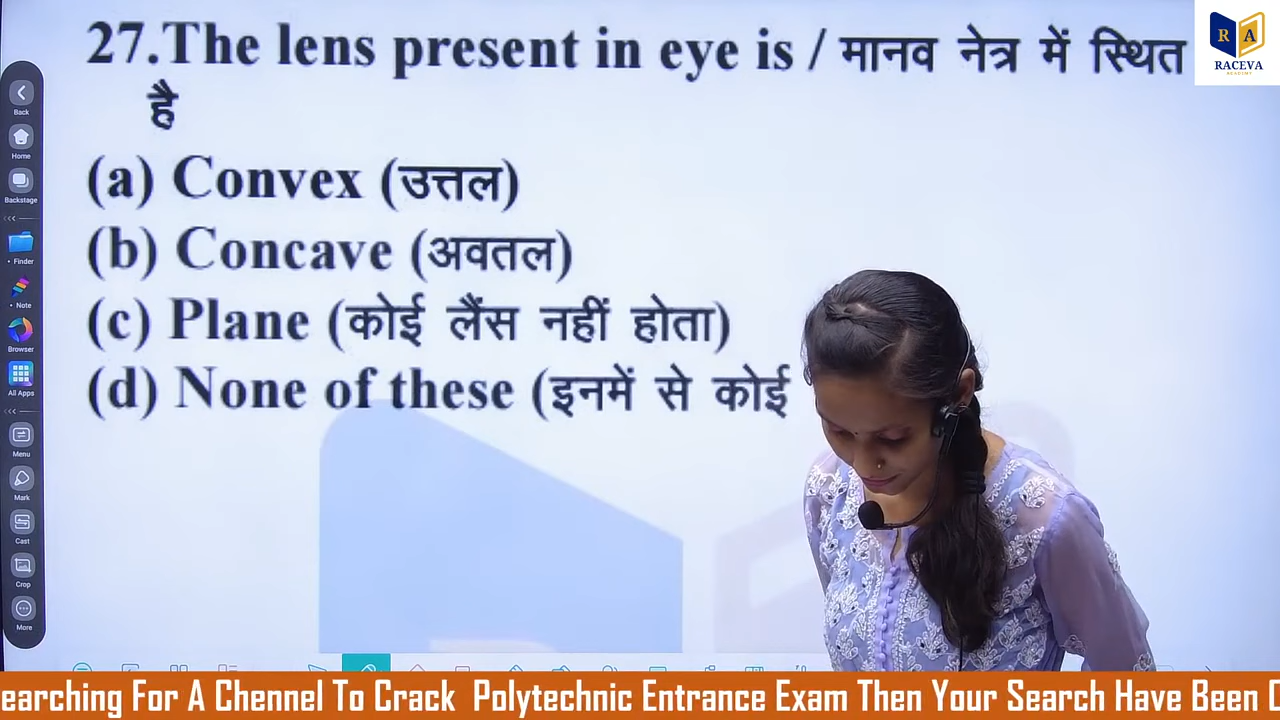 27.The lens present in eye is / मानव नेत्र में स्थित
है
(a) Convex (उत्तल)
(b) Concave (अवतल)
(c) Plane (कोई लैंस नहीं होता)
(d) None of these (इनमें से कोई
R A
RACEVA
ACADEMY
Back
Home
Backstage
Finder
Note
Browser
All Apps
Menu
Mark
Cast
Crop
More
earching For A Chennel To Crack Polytechnic Entrance Exam Then Your Search Have Been